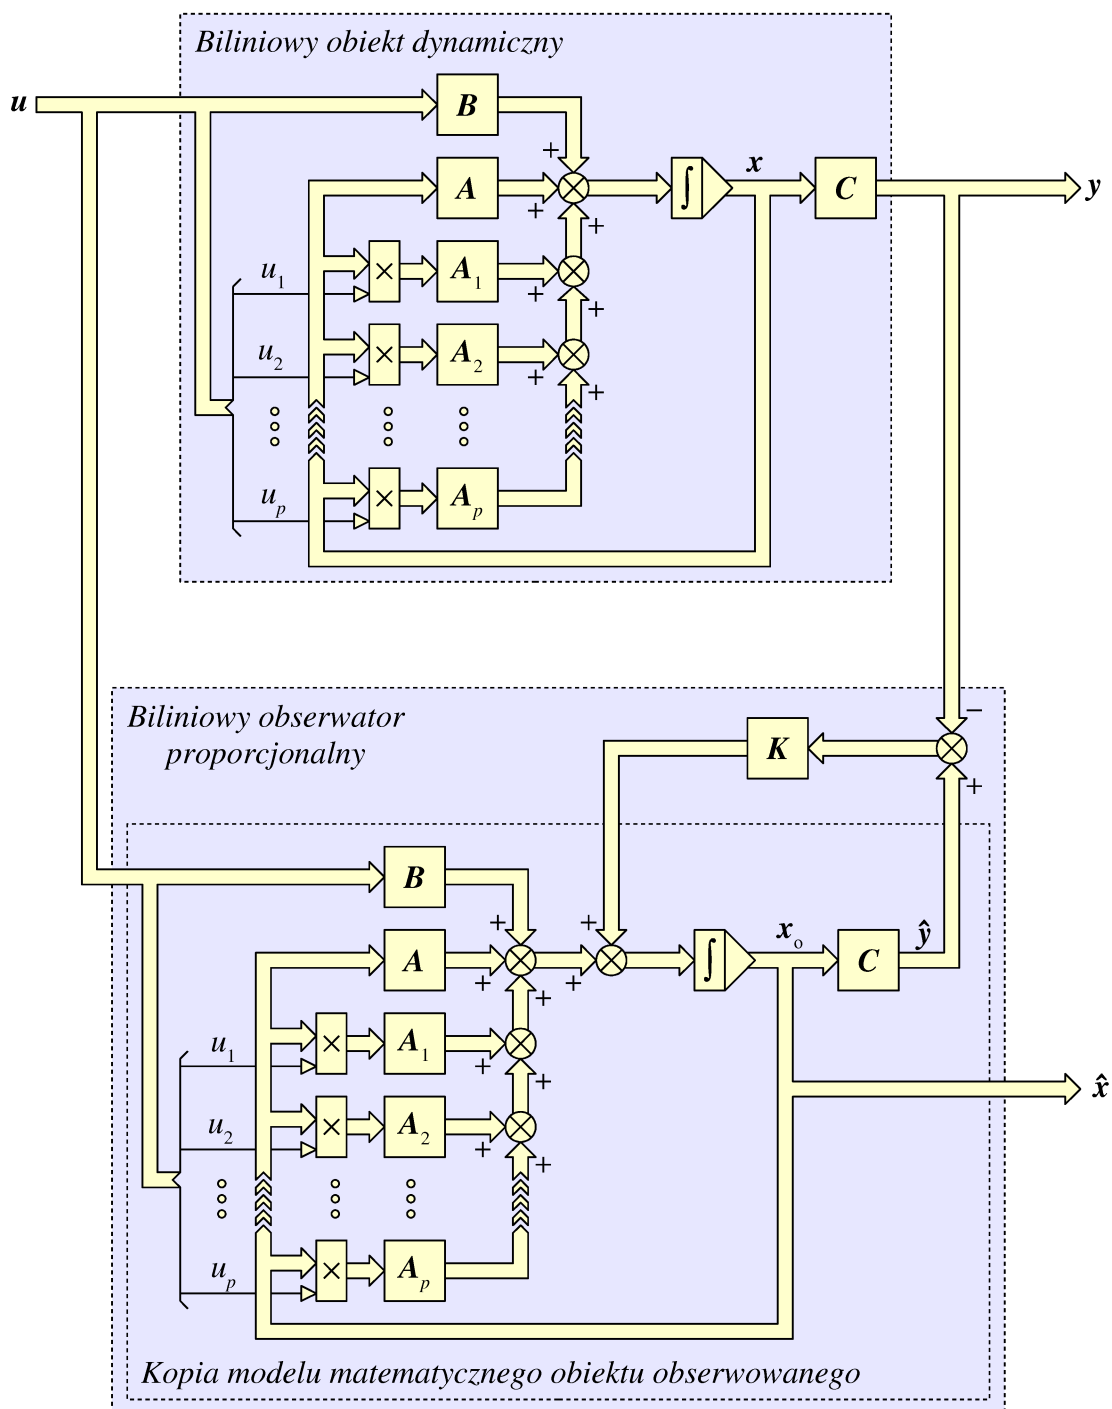 Biliniowy obiekt dynamiczny
u
B
+
x
A
∫
C
y
+
+
u1
×
A1
+
+
u2
×
A2
+
+
up
×
Ap
Biliniowy obserwator
proporcjonalny
−
K
+
B
+
+
xo
ŷ
A
∫
C
+
+
+
u1
×
A1
+
+
x̂
u2
×
A2
+
+
up
×
Ap
Kopia modelu matematycznego obiektu obserwowanego